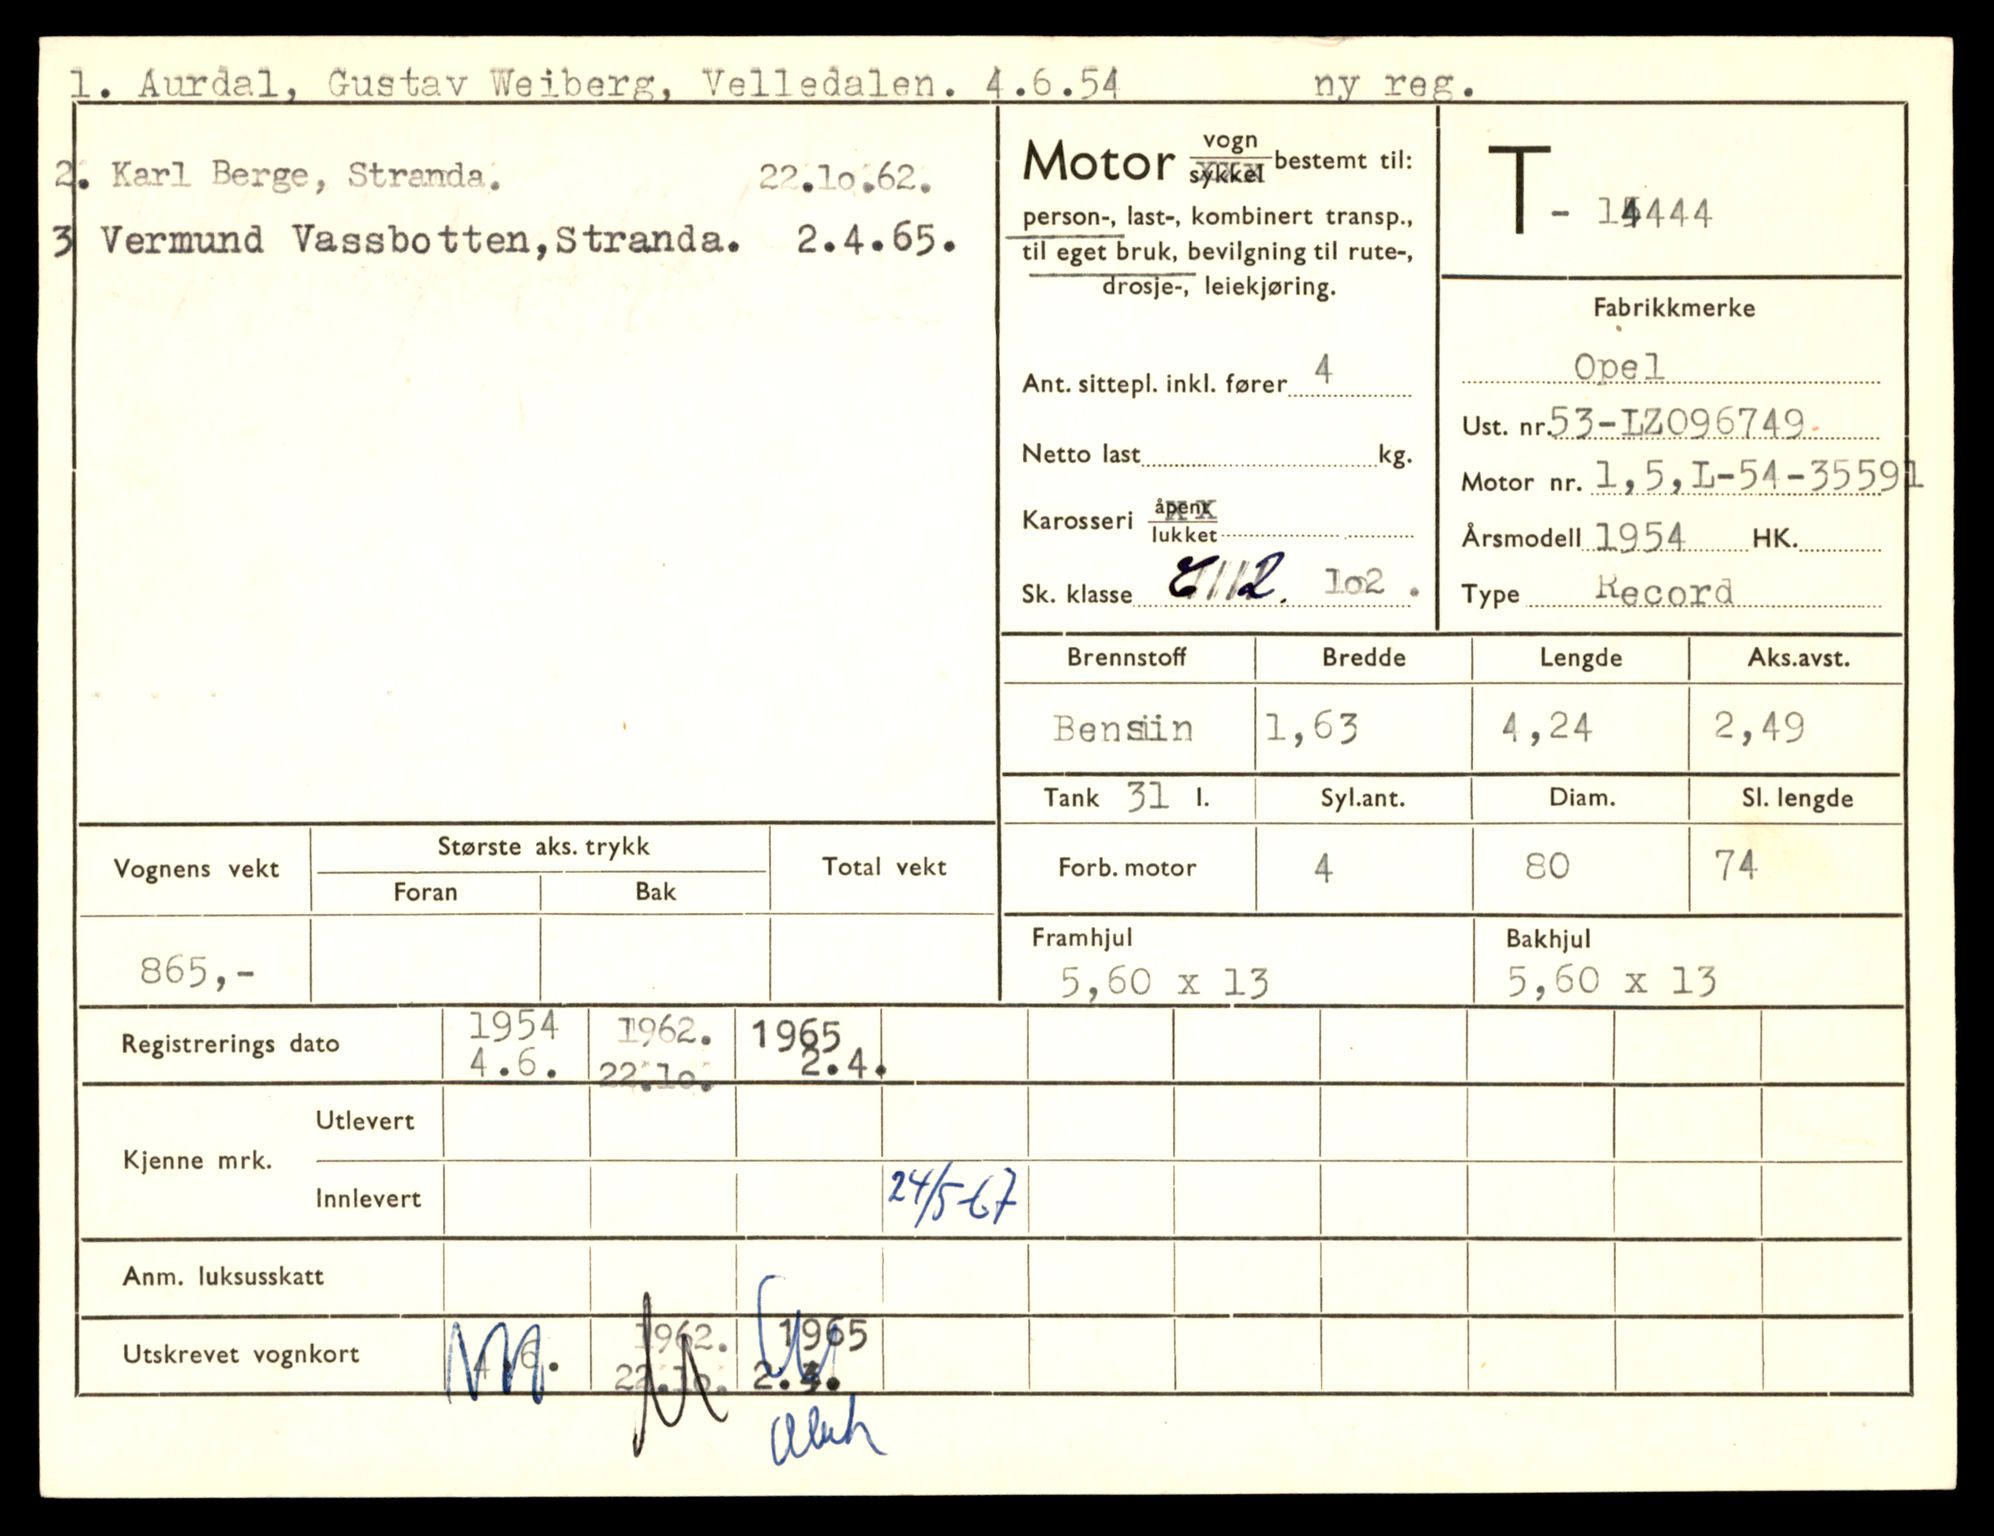 1. Aurdal, Gustav Weiberg, Velledalen. 4.6.54 ny reg.
2. Karl Berge, Stranda. 22.lo.62.
3 Vermund Vassbotten,Stranda. 2.4.65.
Motor vogn sykkel bestemt til:
person-, last-, kombinert transp.,
til eget bruk, bevilgning til rute-,
drosje-, leiekjøring.
Ant. sittepl. inkl. fører 4
Netto last kg.
Karosseri åpent lukket
Sk. klasse lo2 .
T - 14444
Fabrikkmerke
Opel
Ust. nr. 53-LZ096749
Motor nr. 1,5,L-54-35591
Årsmodell 1954 HK.
Type Record
Brennstoff Bredde Lengde Aks.avst.
Bensin 1,63 4,24 2,49
Tank 31 l. Syl.ant. Diam. Sl. lengde
Forb. motor 4 80 74
Framhjul Bakhjul
5,60 x 13 5,60 x 13
Vognens vekt Største aks. trykk Total vekt
Foran Bak
865,-
Registrerings dato 1954 1962. 1965
4.6. 22.lo. 2.4.
Kjenne mrk.
Utlevert
Innlevert 24/5-67
Anm. luksusskatt
Utskrevet vognkort 1962. 1965
4.6. 22.lo. 2.4.